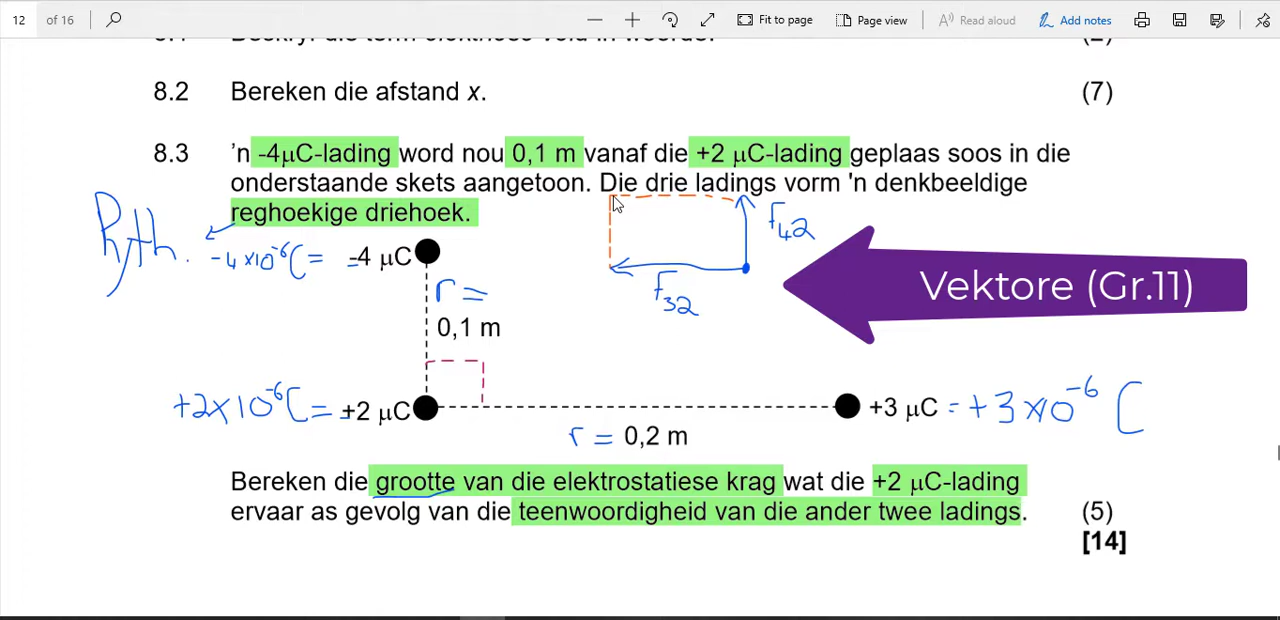 12 of 16 Fit to page Page view Read aloud Add notes
8.2 Bereken die afstand x. (7)
8.3 'n -4μC-lading word nou 0,1 m vanaf die +2 μC-lading geplaas soos in die
onderstaande skets aangetoon. Die drie ladings vorm 'n denkbeeldige
reghoekige driehoek.
Pyth.
F42
-4×10⁻⁶C = -4 μC
Vektore (Gr.11)
r =
F32
0,1 m
+2×10⁻⁶C = +2 μC
+3 μC = +3×10⁻⁶ C
r = 0,2 m
Bereken die grootte van die elektrostatiese krag wat die +2 μC-lading
ervaar as gevolg van die teenwoordigheid van die ander twee ladings. (5)
[14]